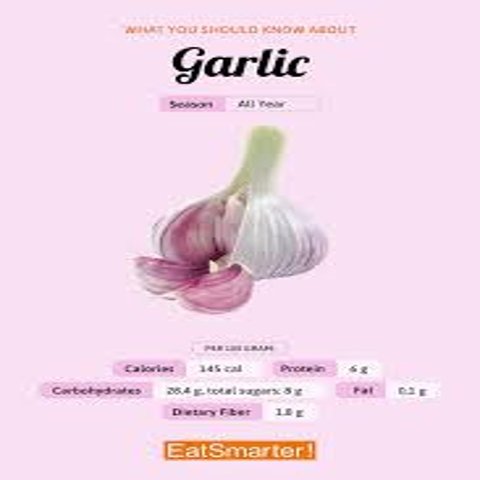 WHAT YOU SHOULD KNOW ABOUT
Garlic
Season All Year
PER 100 GRAM
Calories 145 cal Protein 6 g
Carbohydrates 28.4 g, total sugars: 8 g Fat 0.1 g
Dietary Fiber 1.8 g
EatSmarter!